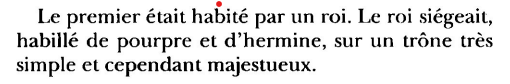 Le premier était habité par un roi. Le roi siégeait,
habillé de pourpre et d'hermine, sur un trône très
simple et cependant majestueux.